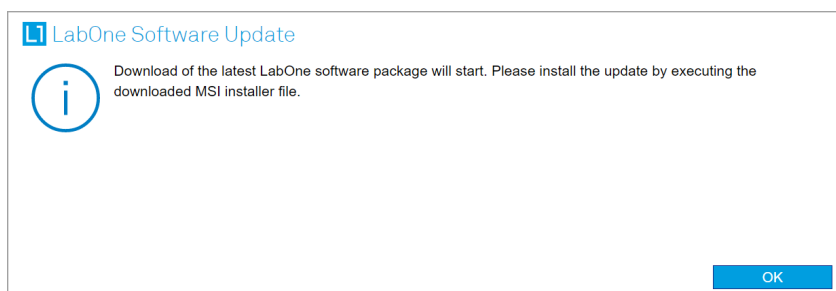 L1 LabOne Software Update
Download of the latest LabOne software package will start. Please install the update by executing the
downloaded MSI installer file.
i
OK